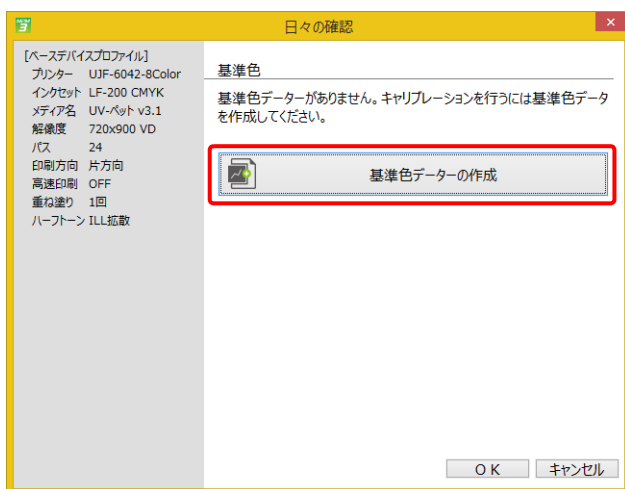 日々の確認
[ベースデバイスプロファイル]
プリンター UJF-6042-8Color
インクセット LF-200 CMYK
メディア名 UV-ペット v3.1
解像度 720x900 VD
パス 24
印刷方向 片方向
高速印刷 OFF
重ね塗り 1回
ハーフトーン ILL拡散
基準色
基準色データーがありません。キャリブレーションを行うには基準色データ
を作成してください。
基準色データーの作成
OK キャンセル